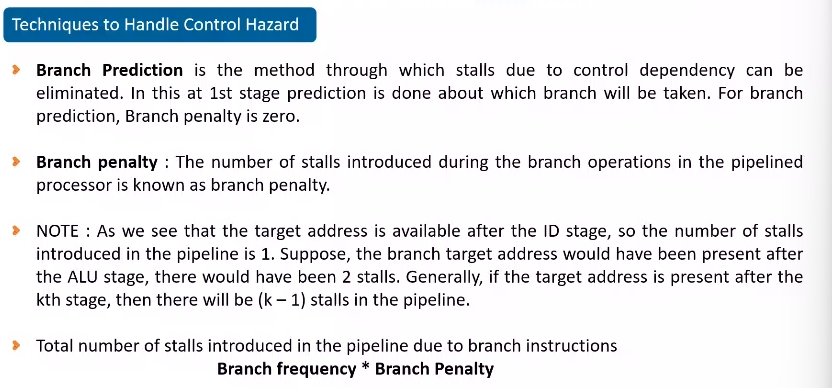 Techniques to Handle Control Hazard
Branch Prediction is the method through which stalls due to control dependency can be
eliminated. In this at 1st stage prediction is done about which branch will be taken. For branch
prediction, Branch penalty is zero.
Branch penalty : The number of stalls introduced during the branch operations in the pipelined
processor is known as branch penalty.
NOTE : As we see that the target address is available after the ID stage, so the number of stalls
introduced in the pipeline is 1. Suppose, the branch target address would have been present after
the ALU stage, there would have been 2 stalls. Generally, if the target address is present after the
kth stage, then there will be (k – 1) stalls in the pipeline.
Total number of stalls introduced in the pipeline due to branch instructions
Branch frequency * Branch Penalty